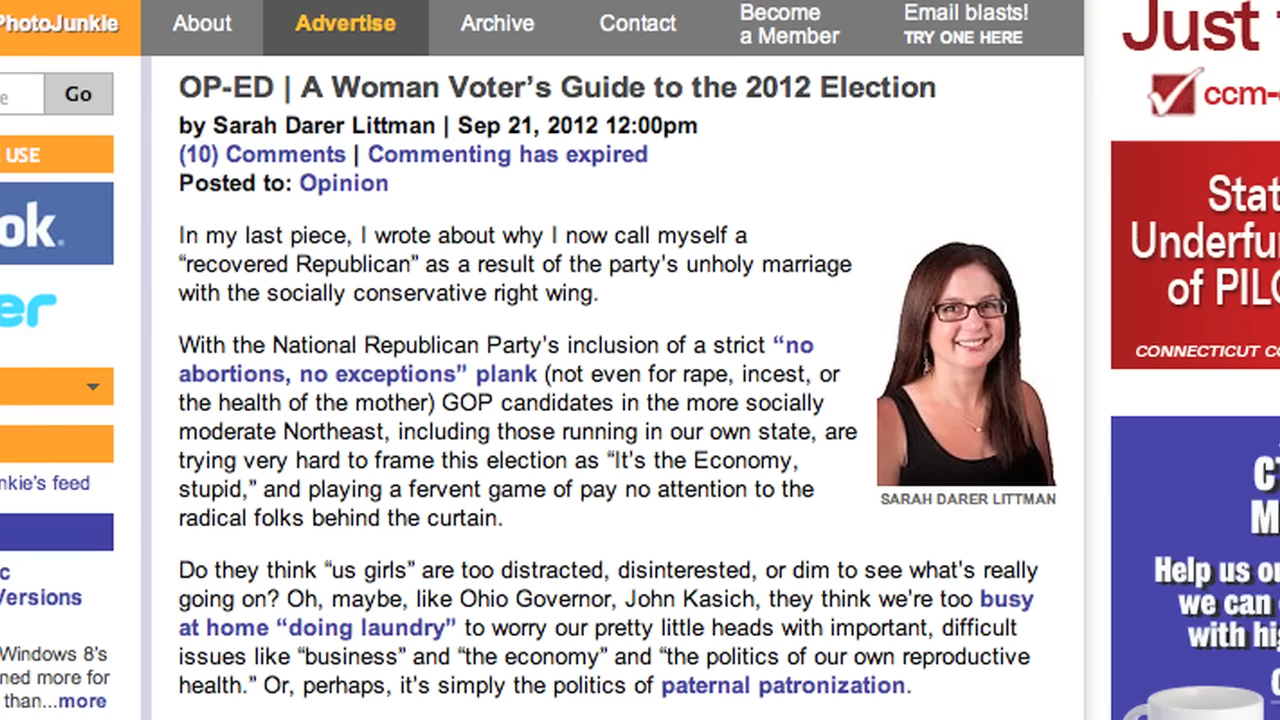 PhotoJunkie
About
Advertise
Archive
Contact
Become
a Member
Email blasts!
TRY ONE HERE
Go
USE
ok.
er
nkie's feed
c
Versions
Windows 8's
ned more for
than...more
OP-ED | A Woman Voter's Guide to the 2012 Election
by Sarah Darer Littman | Sep 21, 2012 12:00pm
(10) Comments | Commenting has expired
Posted to: Opinion
In my last piece, I wrote about why I now call myself a
“recovered Republican” as a result of the party's unholy marriage
with the socially conservative right wing.
With the National Republican Party's inclusion of a strict “no
abortions, no exceptions” plank (not even for rape, incest, or
the health of the mother) GOP candidates in the more socially
moderate Northeast, including those running in our own state, are
trying very hard to frame this election as “It's the Economy,
stupid,” and playing a fervent game of pay no attention to the
radical folks behind the curtain.
SARAH DARER LITTMAN
Do they think “us girls” are too distracted, disinterested, or dim to see what's really
going on? Oh, maybe, like Ohio Governor, John Kasich, they think we're too busy
at home “doing laundry” to worry our pretty little heads with important, difficult
issues like “business” and “the economy” and “the politics of our own reproductive
health.” Or, perhaps, it's simply the politics of paternal patronization.
Just
ccm-
Stat
Underfu
of PILO
CONNECTICUT CO
C
M
Help us o
we can
with his